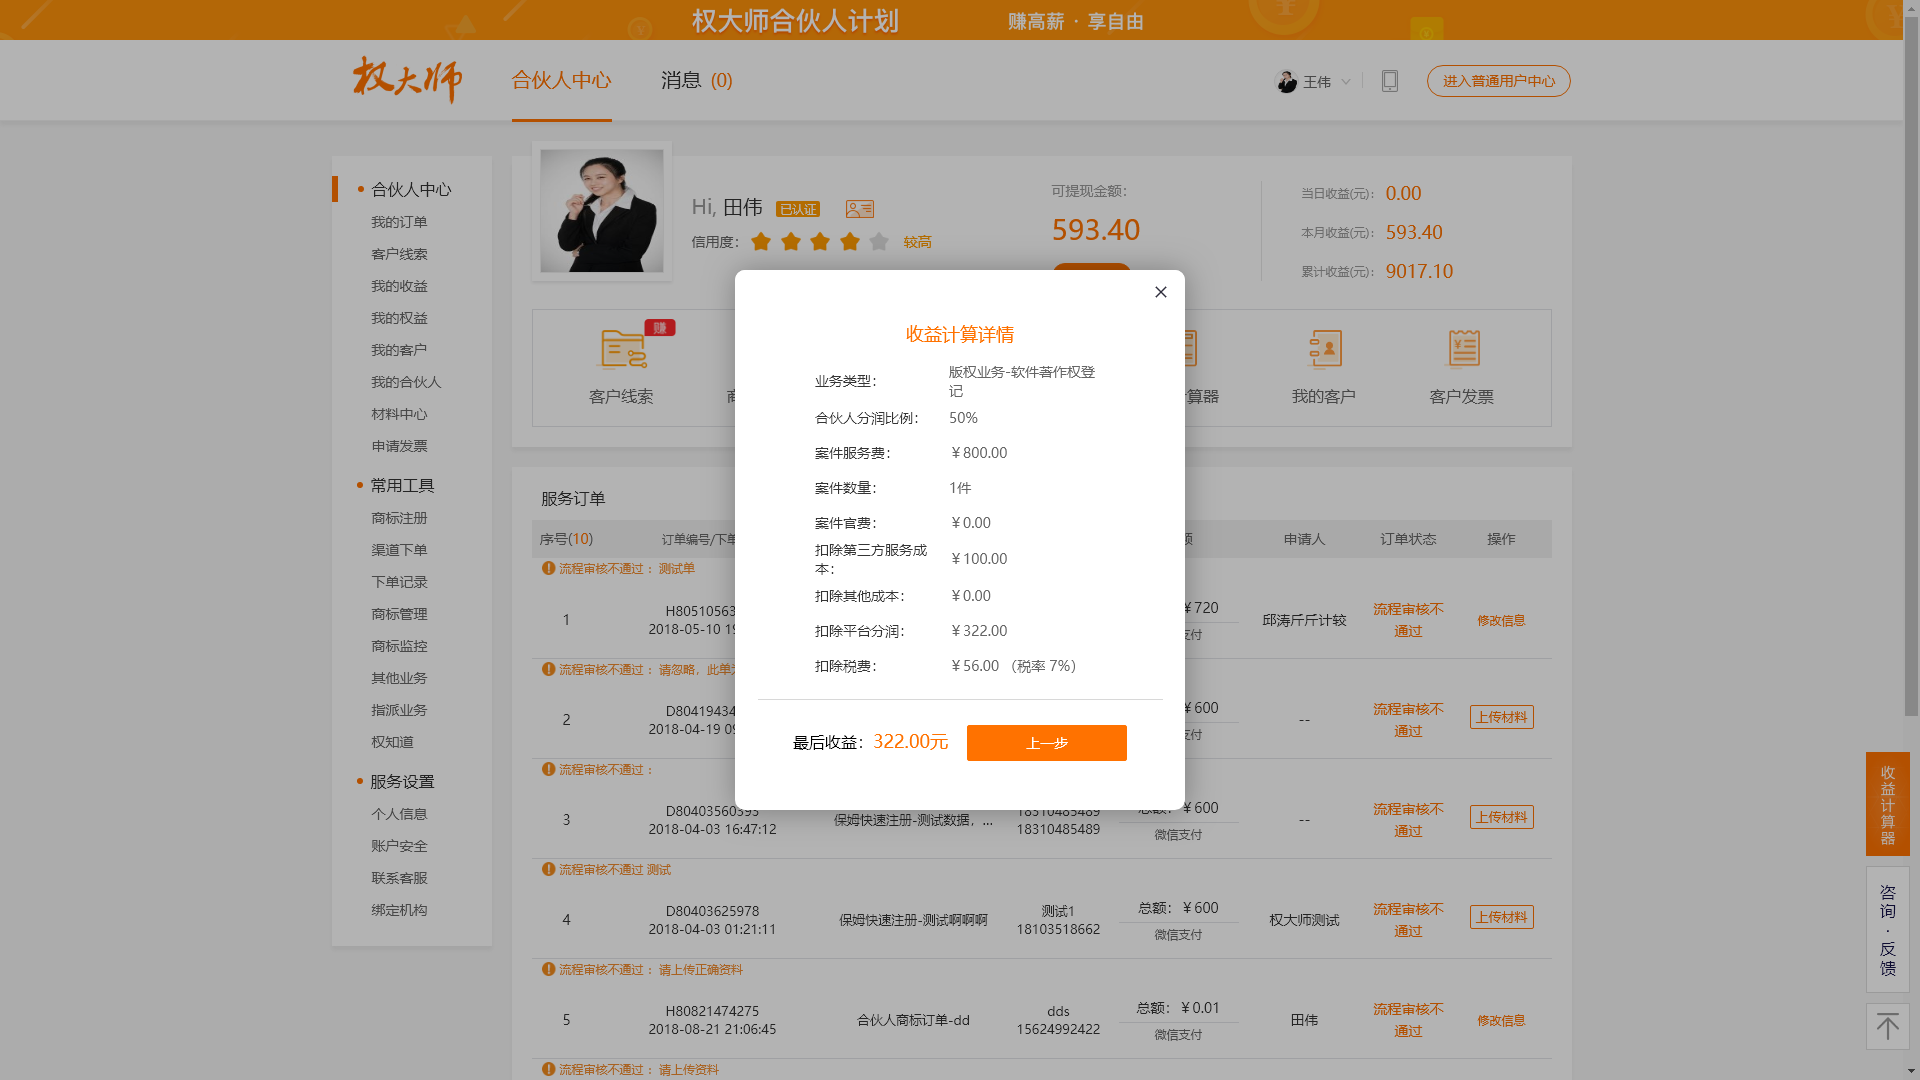 权大师合伙人计划 赚高薪 · 享自由
权大师 合伙人中心 消息 (0) 王伟 进入普通用户中心
合伙人中心
我的订单
客户线索
我的收益
我的权益
我的客户
我的合伙人
材料中心
申请发票
常用工具
商标注册
渠道下单
下单记录
商标管理
商标监控
其他业务
指派业务
权知道
服务设置
个人信息
账户安全
联系客服
绑定机构
Hi, 田伟 已认证
信用度： 较高
可提现金额：
593.40
当日收益(元)： 0.00
本月收益(元)： 593.40
累计收益(元)： 9017.10
赚
客户线索
算器
我的客户
客户发票
收益计算详情
业务类型： 版权业务-软件著作权登
记
合伙人分润比例： 50%
案件服务费： ￥800.00
案件数量： 1件
案件官费： ￥0.00
扣除第三方服务成
本： ￥100.00
扣除其他成本： ￥0.00
扣除平台分润： ￥322.00
扣除税费： ￥56.00 （税率 7%）
最后收益： 322.00元 上一步
服务订单
序号(10) 订单编号/下单 申请人 订单状态 操作
流程审核不通过 ：测试单
1
H80510563
2018-05-10 19
￥720
支付
邱涛斤斤计较
流程审核不
通过
修改信息
流程审核不通过 ：请忽略，此单
2
D80419434
2018-04-19 09
￥600
支付
--
流程审核不
通过
上传材料
流程审核不通过 ：
3
D80403560395
2018-04-03 16:47:12
保姆快速注册-测试数据，...
18310485489
18310485489
总额：￥600
微信支付
--
流程审核不
通过
上传材料
流程审核不通过 测试
4
D80403625978
2018-04-03 01:21:11
保姆快速注册-测试啊啊啊
测试1
18103518662
总额：￥600
微信支付
权大师测试
流程审核不
通过
上传材料
流程审核不通过 ：请上传正确资料
5
H80821474275
2018-08-21 21:06:45
合伙人商标订单-dd
dds
15624992422
总额：￥0.01
微信支付
田伟
流程审核不
通过
修改信息
流程审核不通过 ：请上传资料
收益计算器
咨询·反馈